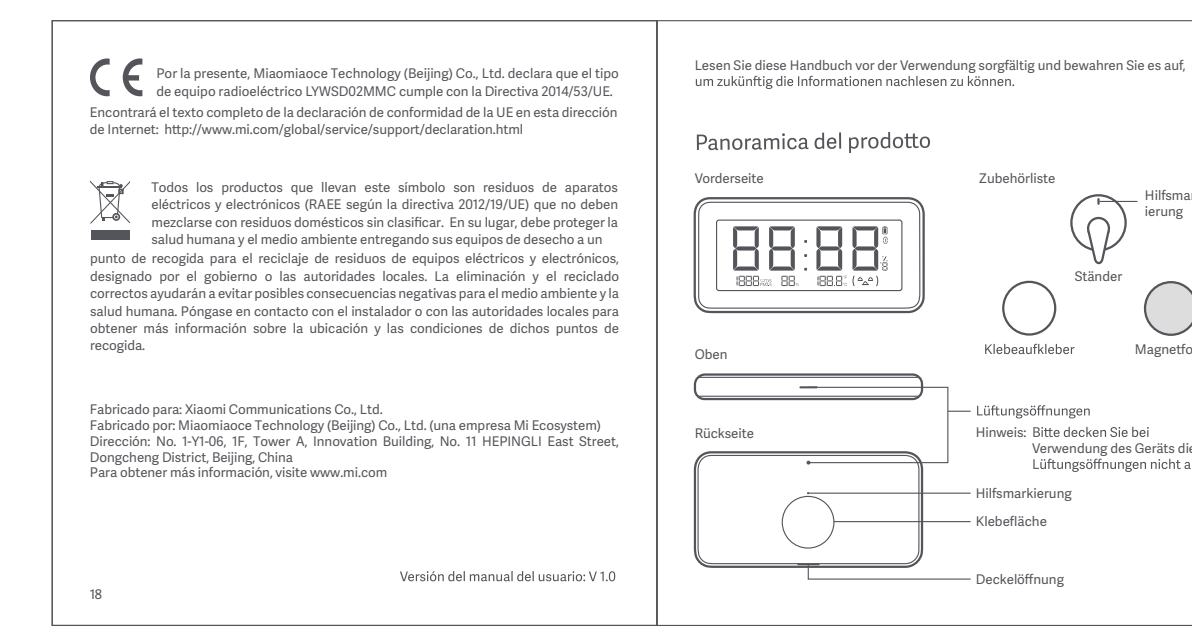 CE Por la presente, Miaomiaoce Technology (Beijing) Co., Ltd. declara que el tipo
de equipo radioeléctrico LYWSD02MMC cumple con la Directiva 2014/53/UE.
Encontrará el texto completo de la declaración de conformidad de la UE en esta dirección
de Internet: http://www.mi.com/global/service/support/declaration.html
Todos los productos que llevan este símbolo son residuos de aparatos
eléctricos y electrónicos (RAEE según la directiva 2012/19/UE) que no deben
mezclarse con residuos domésticos sin clasificar. En su lugar, debe proteger la
salud humana y el medio ambiente entregando sus equipos de desecho a un
punto de recogida para el reciclaje de residuos de equipos eléctricos y electrónicos,
designado por el gobierno o las autoridades locales. La eliminación y el reciclado
correctos ayudarán a evitar posibles consecuencias negativas para el medio ambiente y la
salud humana. Póngase en contacto con el instalador o con las autoridades locales para
obtener más información sobre la ubicación y las condiciones de dichos puntos de
recogida.
Fabricado para: Xiaomi Communications Co., Ltd.
Fabricado por: Miaomiaoce Technology (Beijing) Co., Ltd. (una empresa Mi Ecosystem)
Dirección: No. 1-Y1-06, 1F, Tower A, Innovation Building, No. 11 HEPINGLI East Street,
Dongcheng District, Beijing, China
Para obtener más información, visite www.mi.com
Versión del manual del usuario: V 1.0
18
Lesen Sie diese Handbuch vor der Verwendung sorgfältig und bewahren Sie es auf,
um zukünftig die Informationen nachlesen zu können.
Panoramica del prodotto
Vorderseite
88:88
1888 88 188.8
Zubehörliste
Hilfsmar
ierung
Ständer
Klebeaufkleber
Magnetfo
Oben
Lüftungsöffnungen
Hinweis: Bitte decken Sie bei
Verwendung des Geräts die
Lüftungsöffnungen nicht a
Rückseite
Hilfsmarkierung
Klebefläche
Deckelöffnung